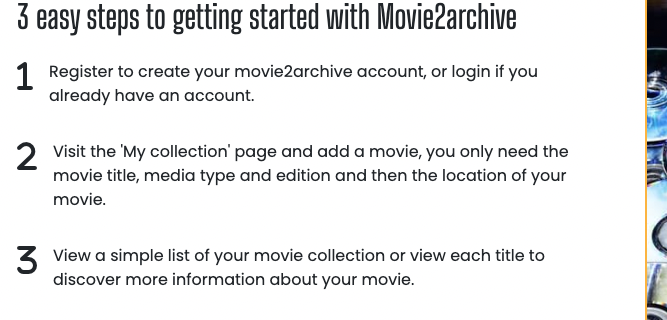 3 easy steps to getting started with Movie2archive
1 Register to create your movie2archive account, or login if you
already have an account.
2 Visit the 'My collection' page and add a movie, you only need the
movie title, media type and edition and then the location of your
movie.
3 View a simple list of your movie collection or view each title to
discover more information about your movie.